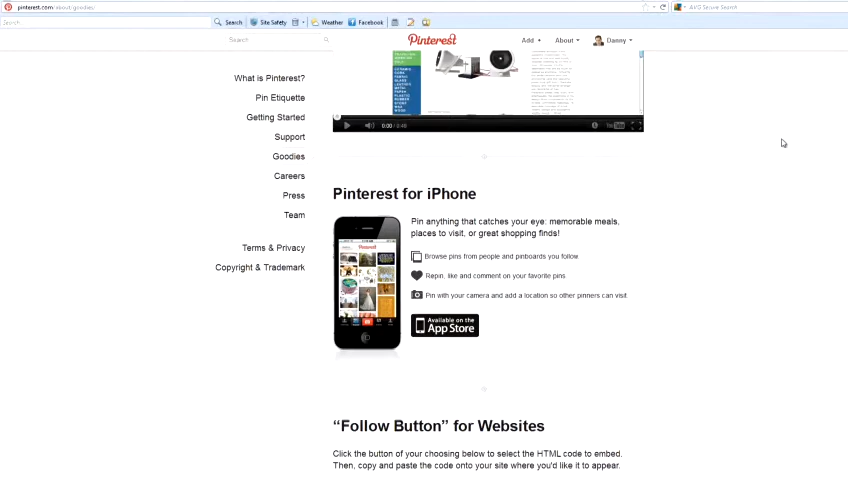 pinterest.com/about/goodies/
AVG Secure Search
Search
Search
Site Safety
Weather
Facebook
Search
Pinterest
Add +
About
Danny
What is Pinterest?
Pin Etiquette
Getting Started
Support
Goodies
Careers
Press
Team
Terms & Privacy
Copyright & Trademark
0:00 / 0:40
Pinterest for iPhone
Pin anything that catches your eye: memorable meals,
places to visit, or great shopping finds!
Browse pins from people and pinboards you follow
Repin, like and comment on your favorite pins.
Pin with your camera and add a location so other pinners can visit
Available on the
App Store
“Follow Button” for Websites
Click the button of your choosing below to select the HTML code to embed.
Then, copy and paste the code onto your site where you'd like it to appear.